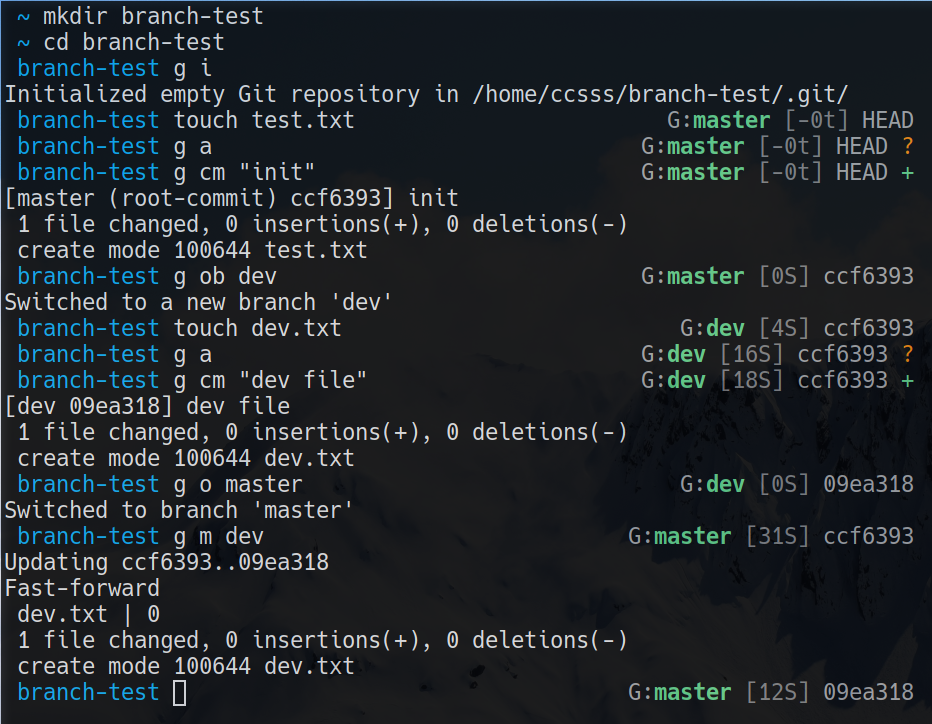 ~ mkdir branch-test
~ cd branch-test
branch-test g i
Initialized empty Git repository in /home/ccsss/branch-test/.git/
branch-test touch test.txt G:master [-0t] HEAD
branch-test g a G:master [-0t] HEAD ?
branch-test g cm "init" G:master [-0t] HEAD +
[master (root-commit) ccf6393] init
1 file changed, 0 insertions(+), 0 deletions(-)
create mode 100644 test.txt
branch-test g ob dev G:master [0S] ccf6393
Switched to a new branch 'dev'
branch-test touch dev.txt G:dev [4S] ccf6393
branch-test g a G:dev [16S] ccf6393 ?
branch-test g cm "dev file" G:dev [18S] ccf6393 +
[dev 09ea318] dev file
1 file changed, 0 insertions(+), 0 deletions(-)
create mode 100644 dev.txt
branch-test g o master G:dev [0S] 09ea318
Switched to branch 'master'
branch-test g m dev G:master [31S] ccf6393
Updating ccf6393..09ea318
Fast-forward
dev.txt | 0
1 file changed, 0 insertions(+), 0 deletions(-)
create mode 100644 dev.txt
branch-test G:master [12S] 09ea318